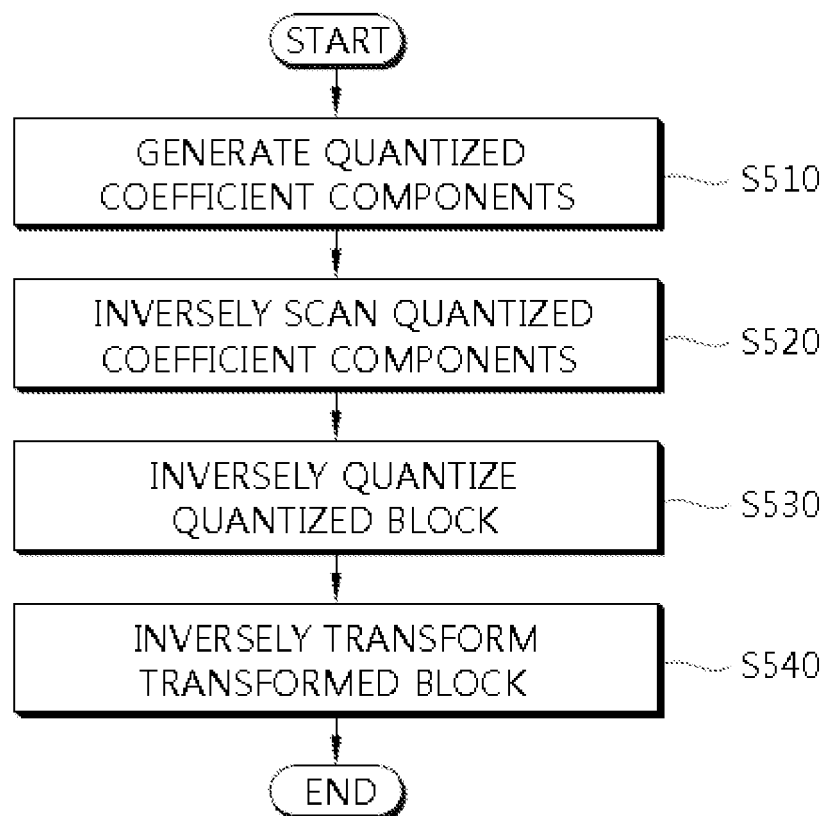 START
GENERATE QUANTIZED
COEFFICIENT COMPONENTS
S510
INVERSELY SCAN QUANTIZED
COEFFICIENT COMPONENTS
S520
INVERSELY QUANTIZE
QUANTIZED BLOCK
S530
INVERSELY TRANSFORM
TRANSFORMED BLOCK
S540
END